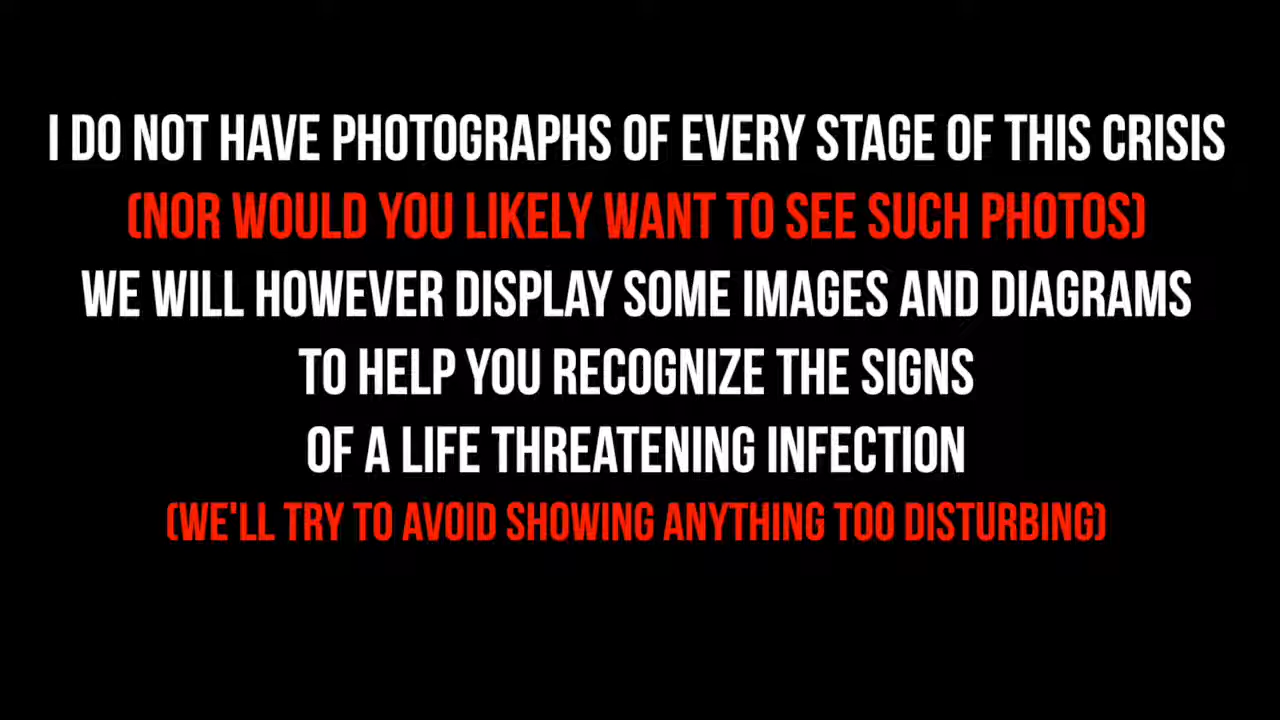 I DO NOT HAVE PHOTOGRAPHS OF EVERY STAGE OF THIS CRISIS
(NOR WOULD YOU LIKELY WANT TO SEE SUCH PHOTOS)
WE WILL HOWEVER DISPLAY SOME IMAGES AND DIAGRAMS
TO HELP YOU RECOGNIZE THE SIGNS
OF A LIFE THREATENING INFECTION
(WE'LL TRY TO AVOID SHOWING ANYTHING TOO DISTURBING)